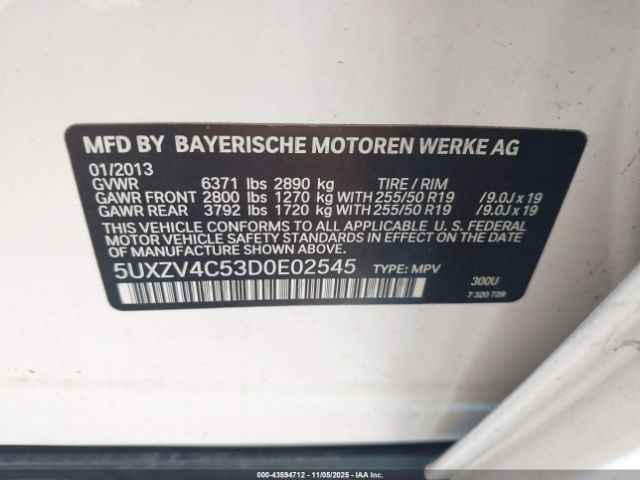 MFD BY BAYERISCHE MOTOREN WERKE AG
01/2013
GVWR 6371 lbs 2890 kg TIRE / RIM
GAWR FRONT 2800 lbs 1270 kg WITH 255/50 R19 /9.0J x 19
GAWR REAR 3792 lbs 1720 kg WITH 255/50 R19 /9.0J x 19
THIS VEHICLE CONFORMS TO ALL APPLICABLE U.S. FEDERAL
MOTOR VEHICLE SAFETY STANDARDS IN EFFECT ON THE DATE
OF MANUFACTURE SHOWN ABOVE.
5UXZV4C53D0E02545 TYPE: MPV
300U
7 320 729
000-43594712 - 11/05/2025 - IAAI.COM